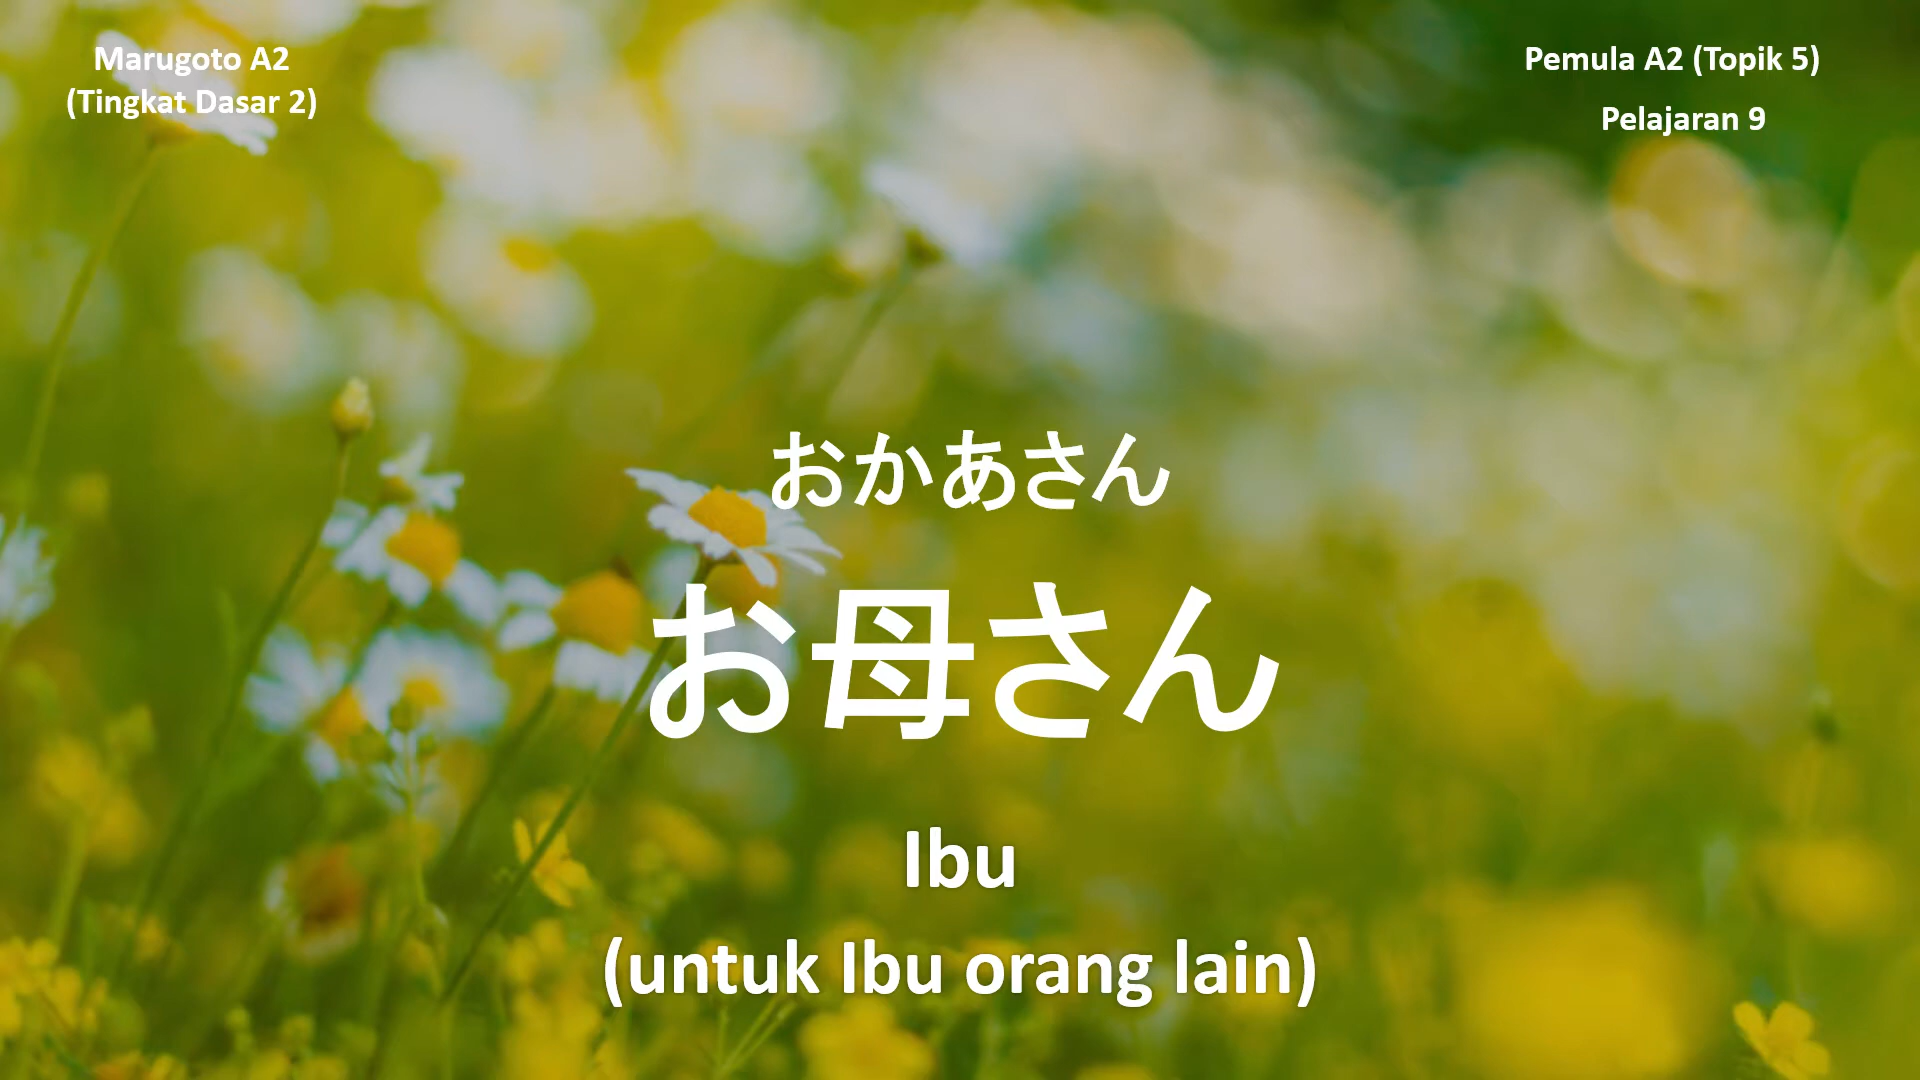 Marugoto A2
(Tingkat Dasar 2)
Pemula A2 (Topik 5)
Pelajaran 9
おかあさん
お母さん
Ibu
(untuk Ibu orang lain)